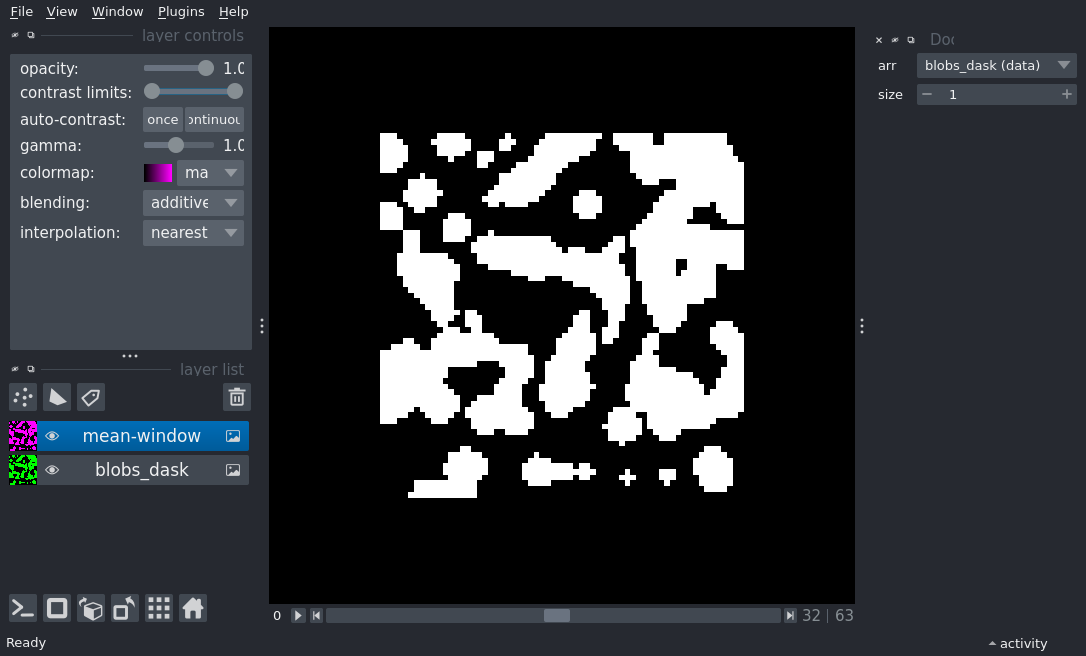 File View Window Plugins Help
layer controls
opacity: 1.0
contrast limits:
auto-contrast: once ontinuou
gamma: 1.0
colormap: ma
blending: additive
interpolation: nearest
layer list
mean-window
blobs_dask
Ready
0 32 | 63
Doc
arr blobs_dask (data)
size 1
activity